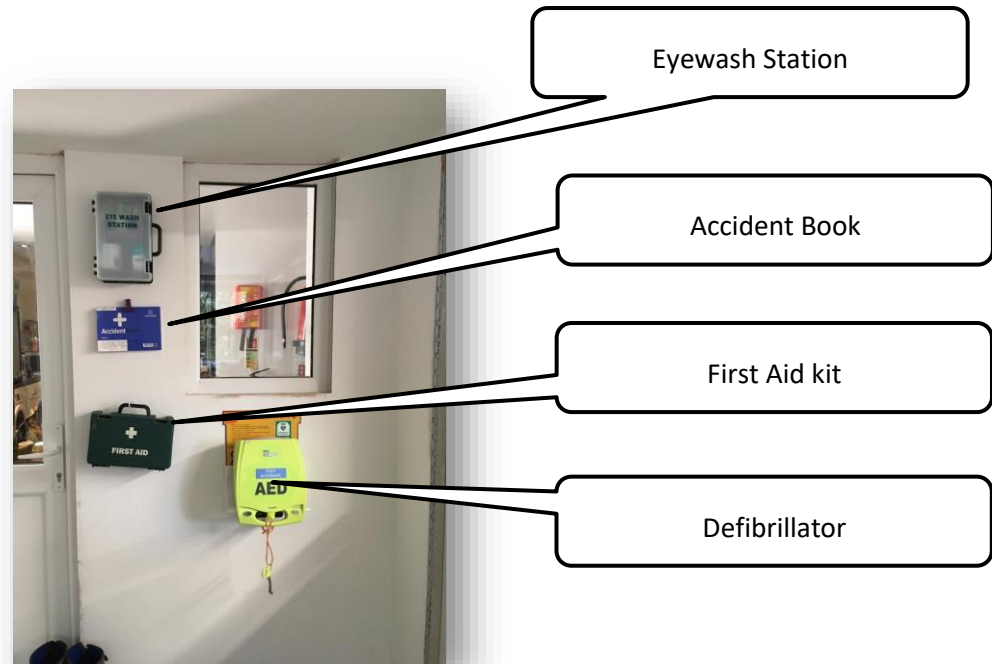 Eyewash Station
EYE WASH
STATION
Accident Book
Accident
First Aid kit
FIRST AID
Defibrillator
AED